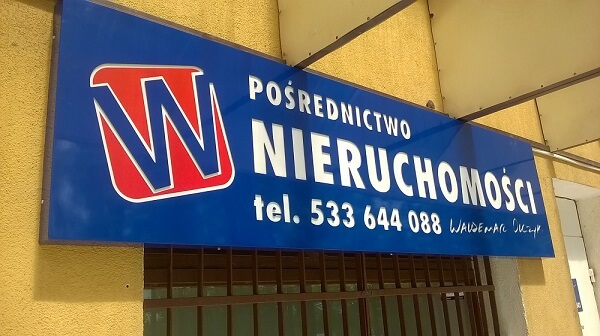 W
POŚREDNICTWO
NIERUCHOMOŚCI
tel. 533 644 088 WALDEMAR